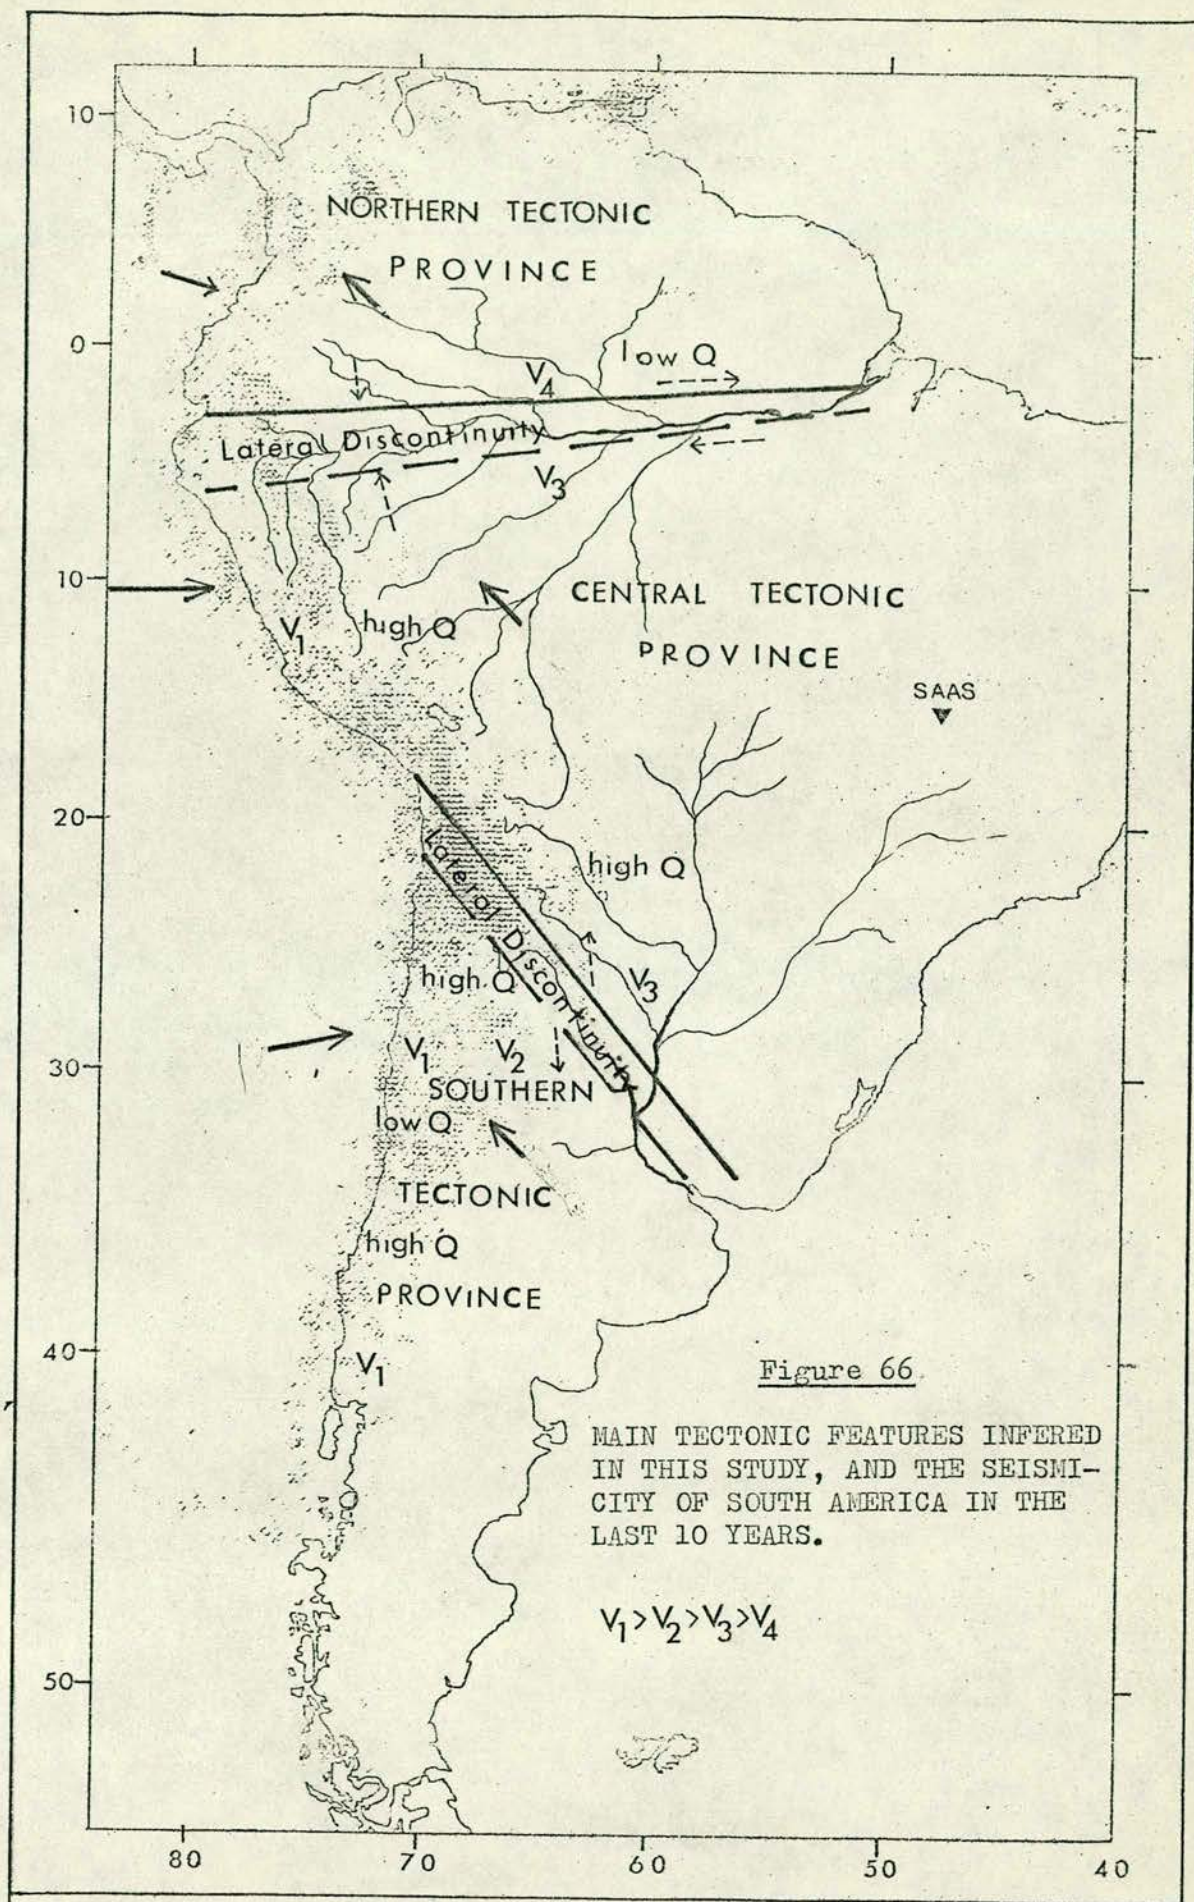 10
NORTHERN TECTONIC
PROVINCE
0
low Q
V4
Lateral Discontinuity
V3
10
CENTRAL TECTONIC
V1
high Q
PROVINCE
SAAS
20
Lateral Discontinuity
high Q
high Q
V3
V1
V2
30
SOUTHERN
low Q
TECTONIC
high Q
PROVINCE
40
V1
Figure 66
MAIN TECTONIC FEATURES INFERED
IN THIS STUDY, AND THE SEISMI-
CITY OF SOUTH AMERICA IN THE
LAST 10 YEARS.
V1>V2>V3>V4
50
80
70
60
50
40